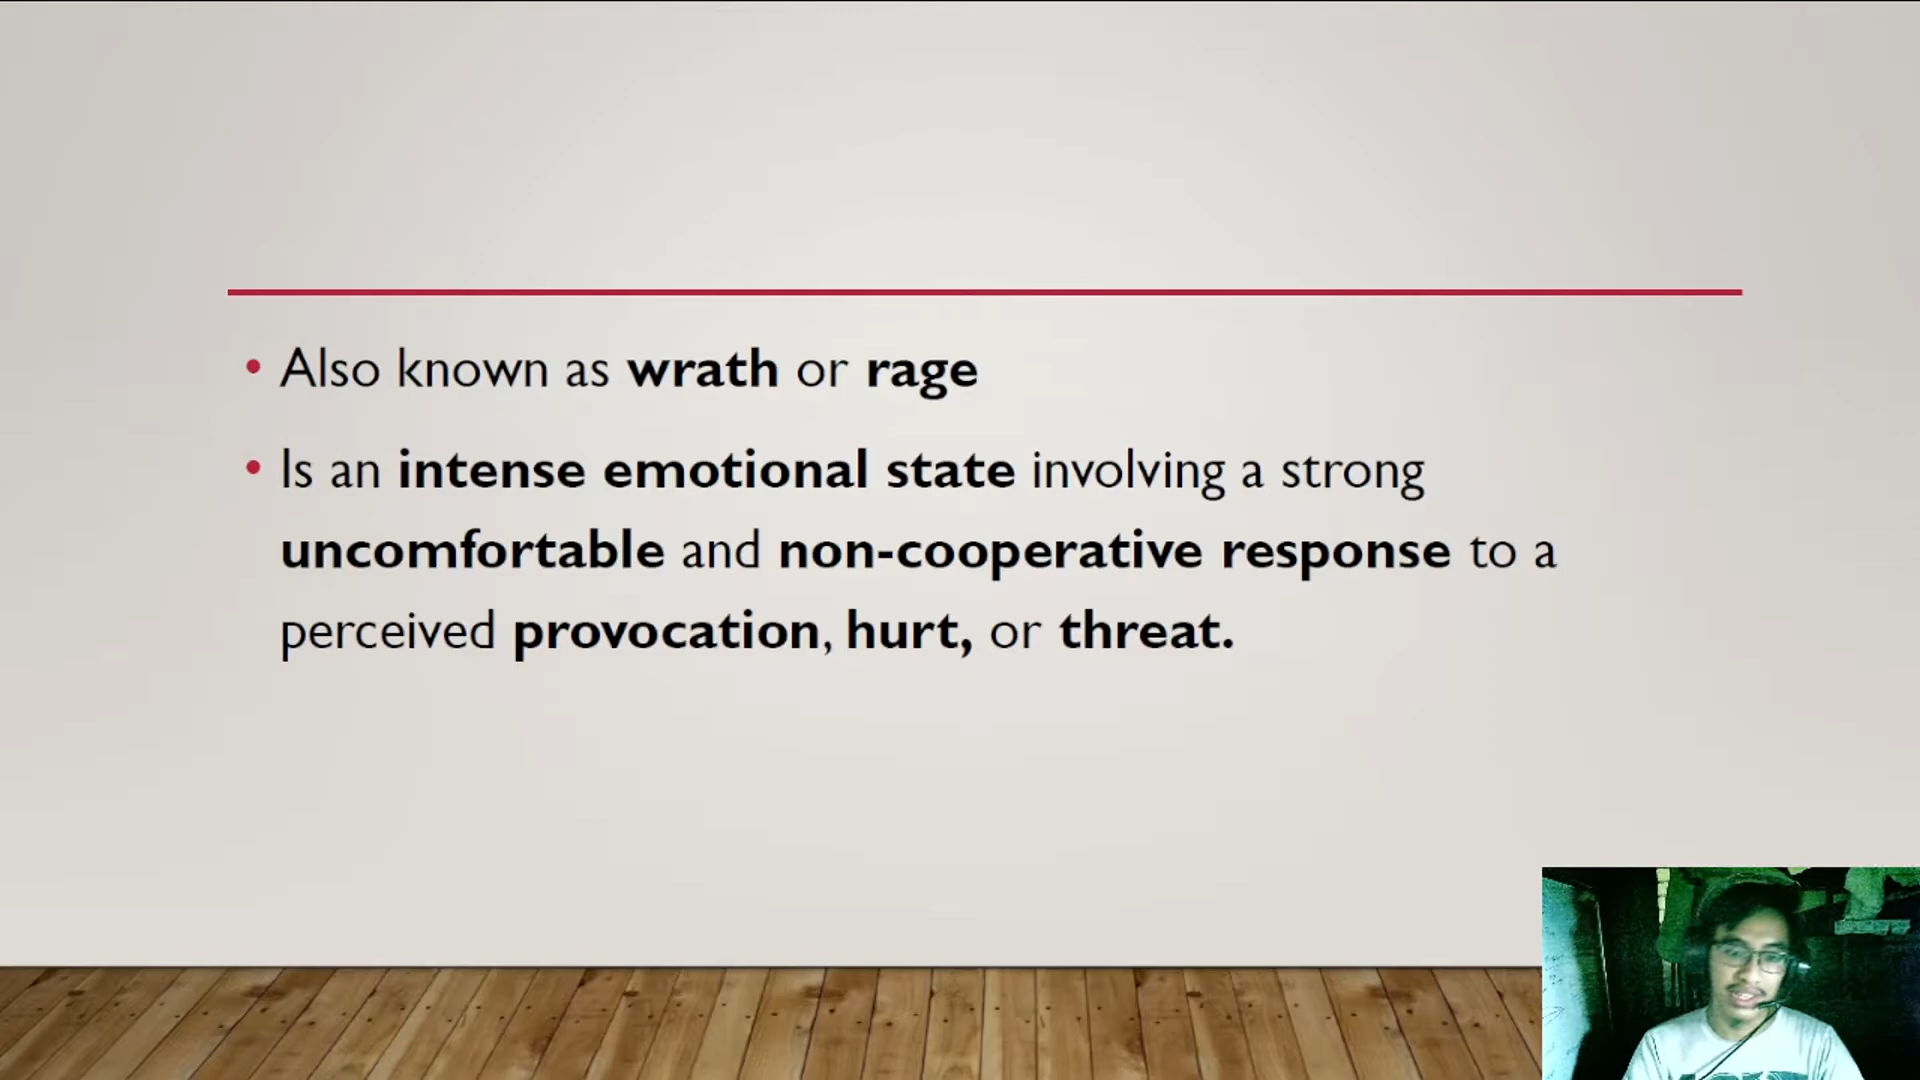 • Also known as wrath or rage
• Is an intense emotional state involving a strong
uncomfortable and non-cooperative response to a
perceived provocation, hurt, or threat.